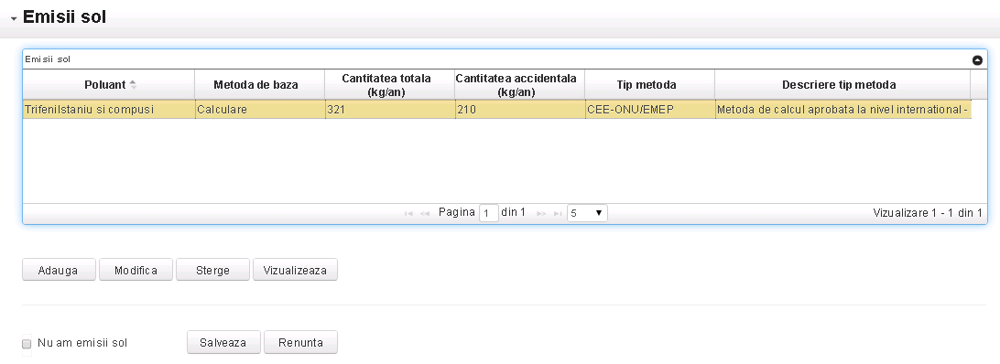 Emisii sol
Emisii sol
Poluant Metoda de baza Cantitatea totala (kg/an) Cantitatea accidentala (kg/an) Tip metoda Descriere tip metoda
Trifenilstaniu si compusi Calculare 321 210 CEE-ONU/EMEP Metoda de calcul aprobata la nivel international -
Pagina 1 din 1 5 Vizualizare 1 - 1 din 1
Adauga Modifica Sterge Vizualizeaza
Nu am emisii sol Salveaza Renunta